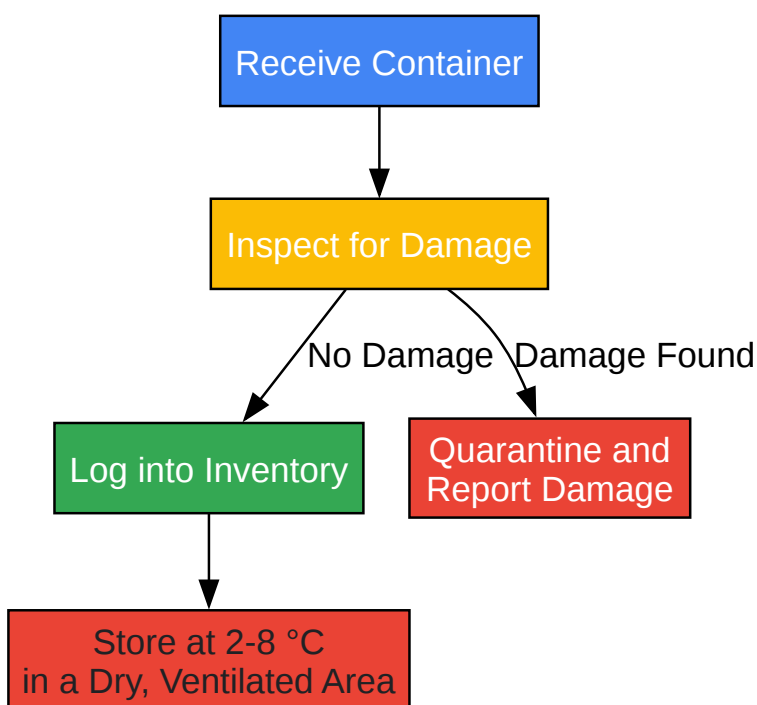 Receive Container
Inspect for Damage
No Damage
Damage Found
Log into Inventory
Quarantine and
Report Damage
Store at 2-8 °C
in a Dry, Ventilated Area